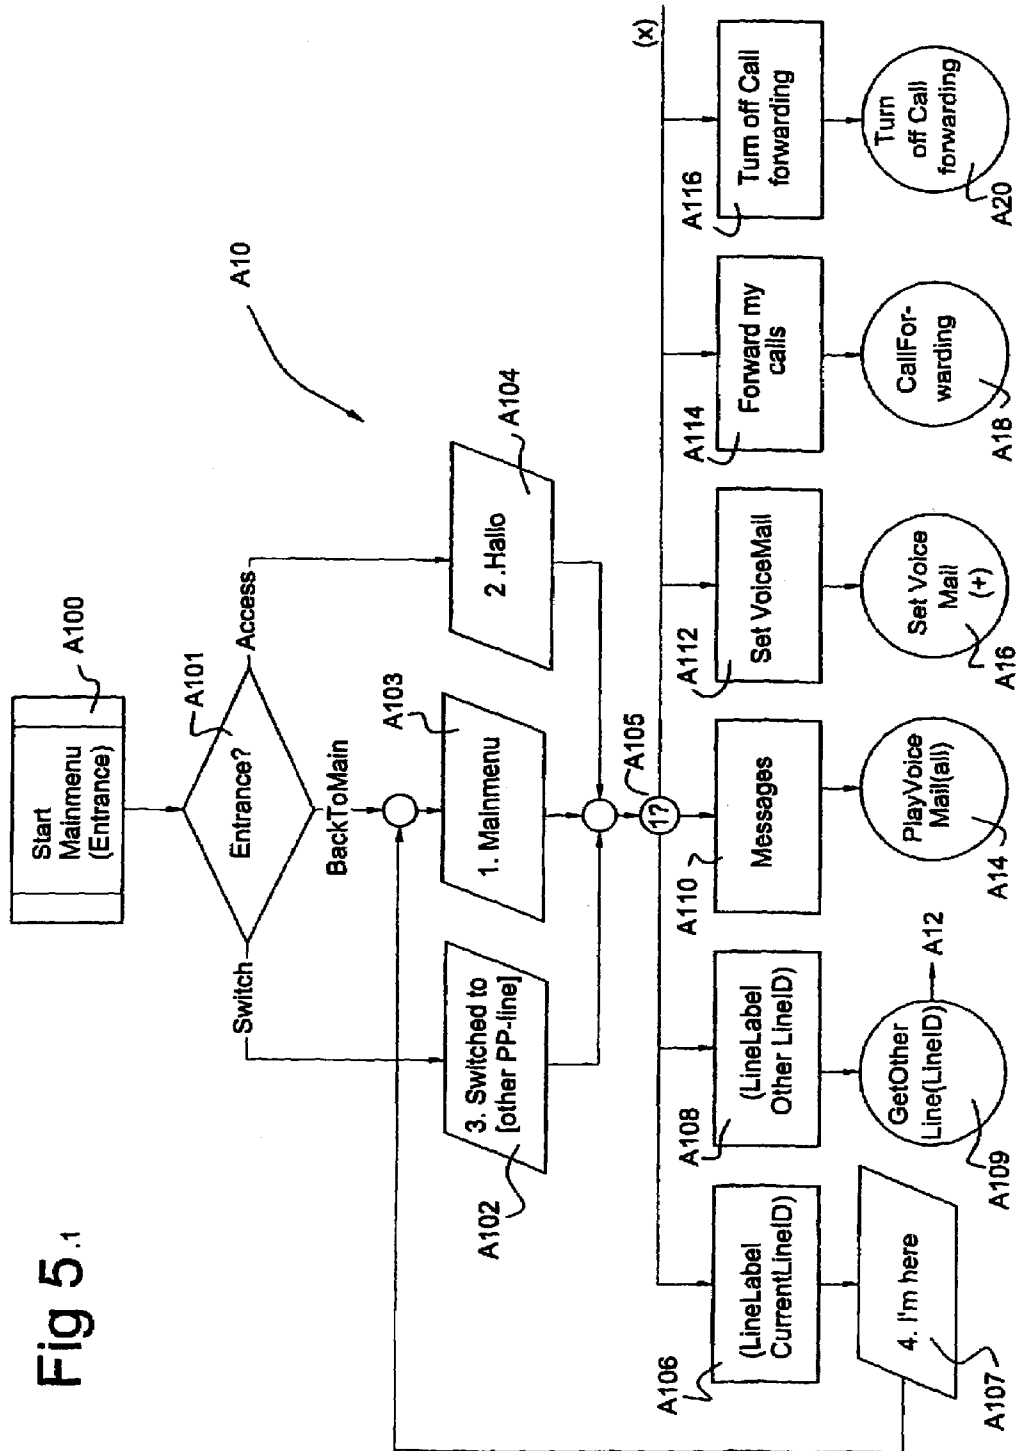 Fig 5.1
A10
Start
Mainmenu
(Entrance)
A100
Entrance?
A101
Switch
BackToMain
Access
3. Switched to
[other PP-line]
A102
1. Mainmenu
A103
2.Hallo
A104
1?
A105
(x)
(LineLabel
CurrentLineID)
A106
(LineLabel
Other LineID)
A108
Messages
A110
Set VoiceMail
A112
Forward my
calls
A114
Turn off Call
forwarding
A116
4. I'm here
A107
GetOther
Line(LineID)
A109
A12
PlayVoice
Mail(all)
A14
Set Voice
Mail
(+)
A16
CallFor-
warding
A18
Turn
off Call
forwarding
A20